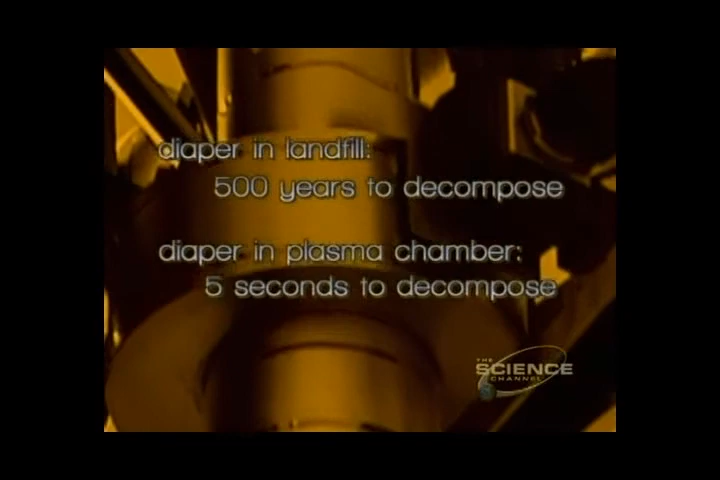 diaper in landfill:
500 years to decompose
diaper in plasma chamber:
5 seconds to decompose
THE
SCIENCE
CHANNEL